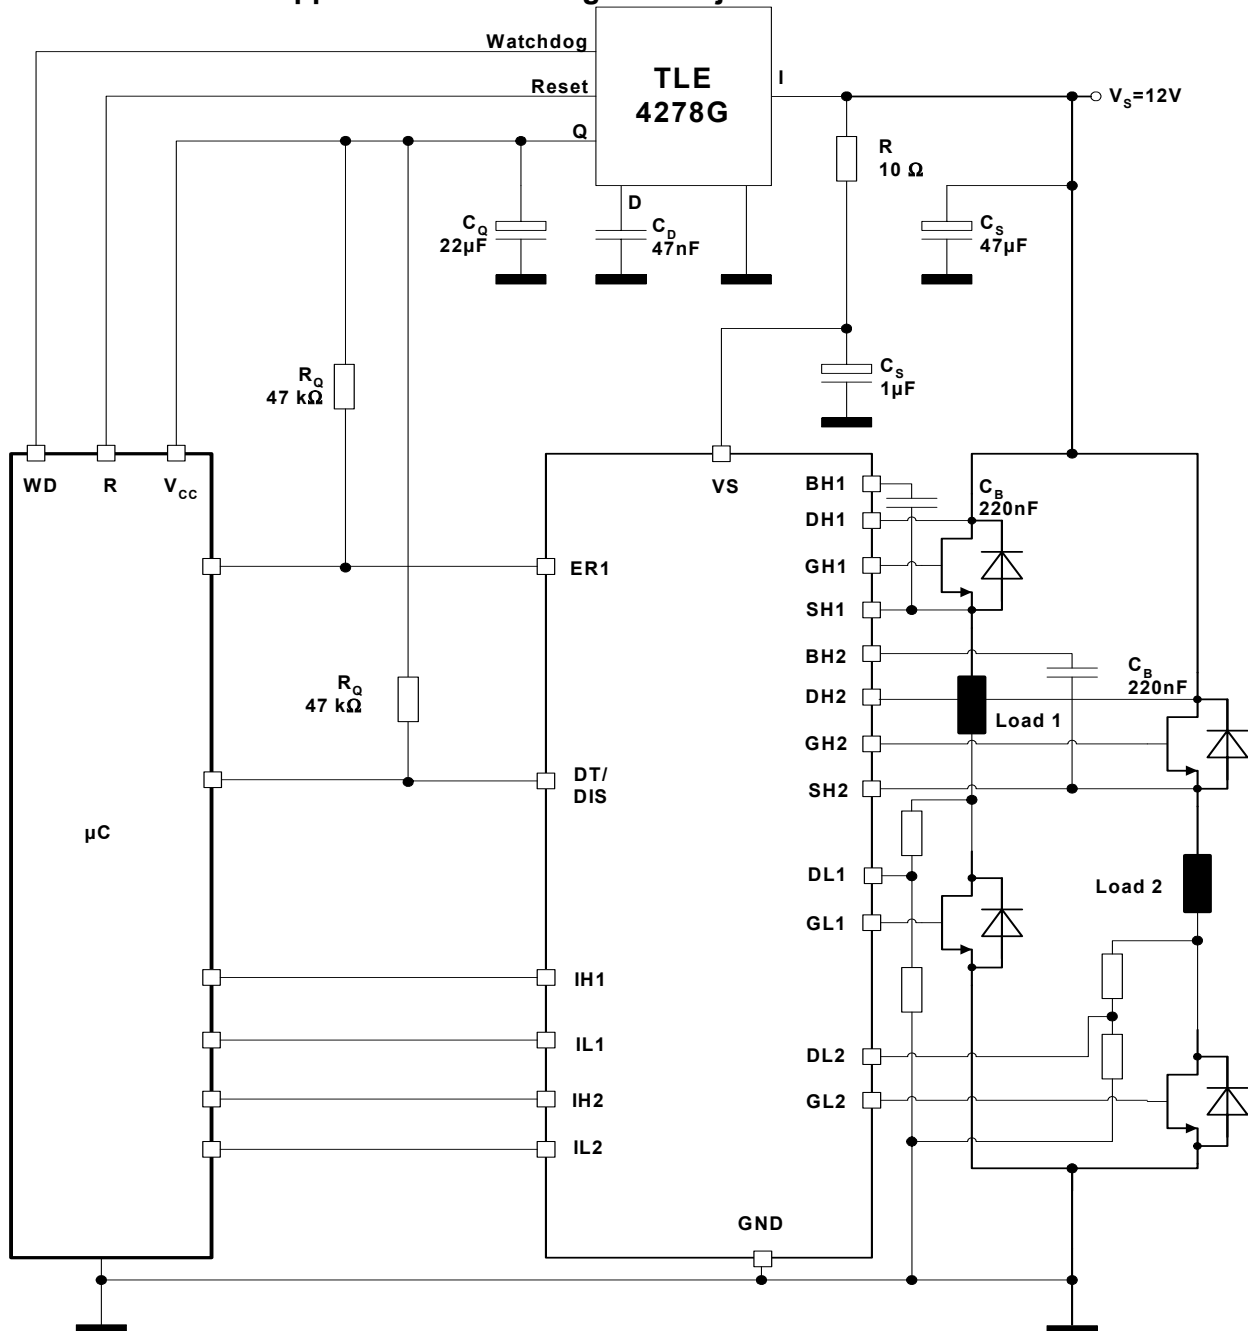 Watchdog
TLE
4278G
I
Reset
V_S=12V
Q
R
10 Ω
D
C_Q
22µF
C_D
47nF
C_S
47µF
R_Q
47 kΩ
C_S
1µF
WD
R
V_CC
VS
BH1
C_B
220nF
DH1
ER1
GH1
SH1
BH2
C_B
220nF
R_Q
47 kΩ
DH2
Load 1
GH2
DT/
DIS
SH2
µC
DL1
Load 2
GL1
IH1
IL1
DL2
IH2
GL2
IL2
GND